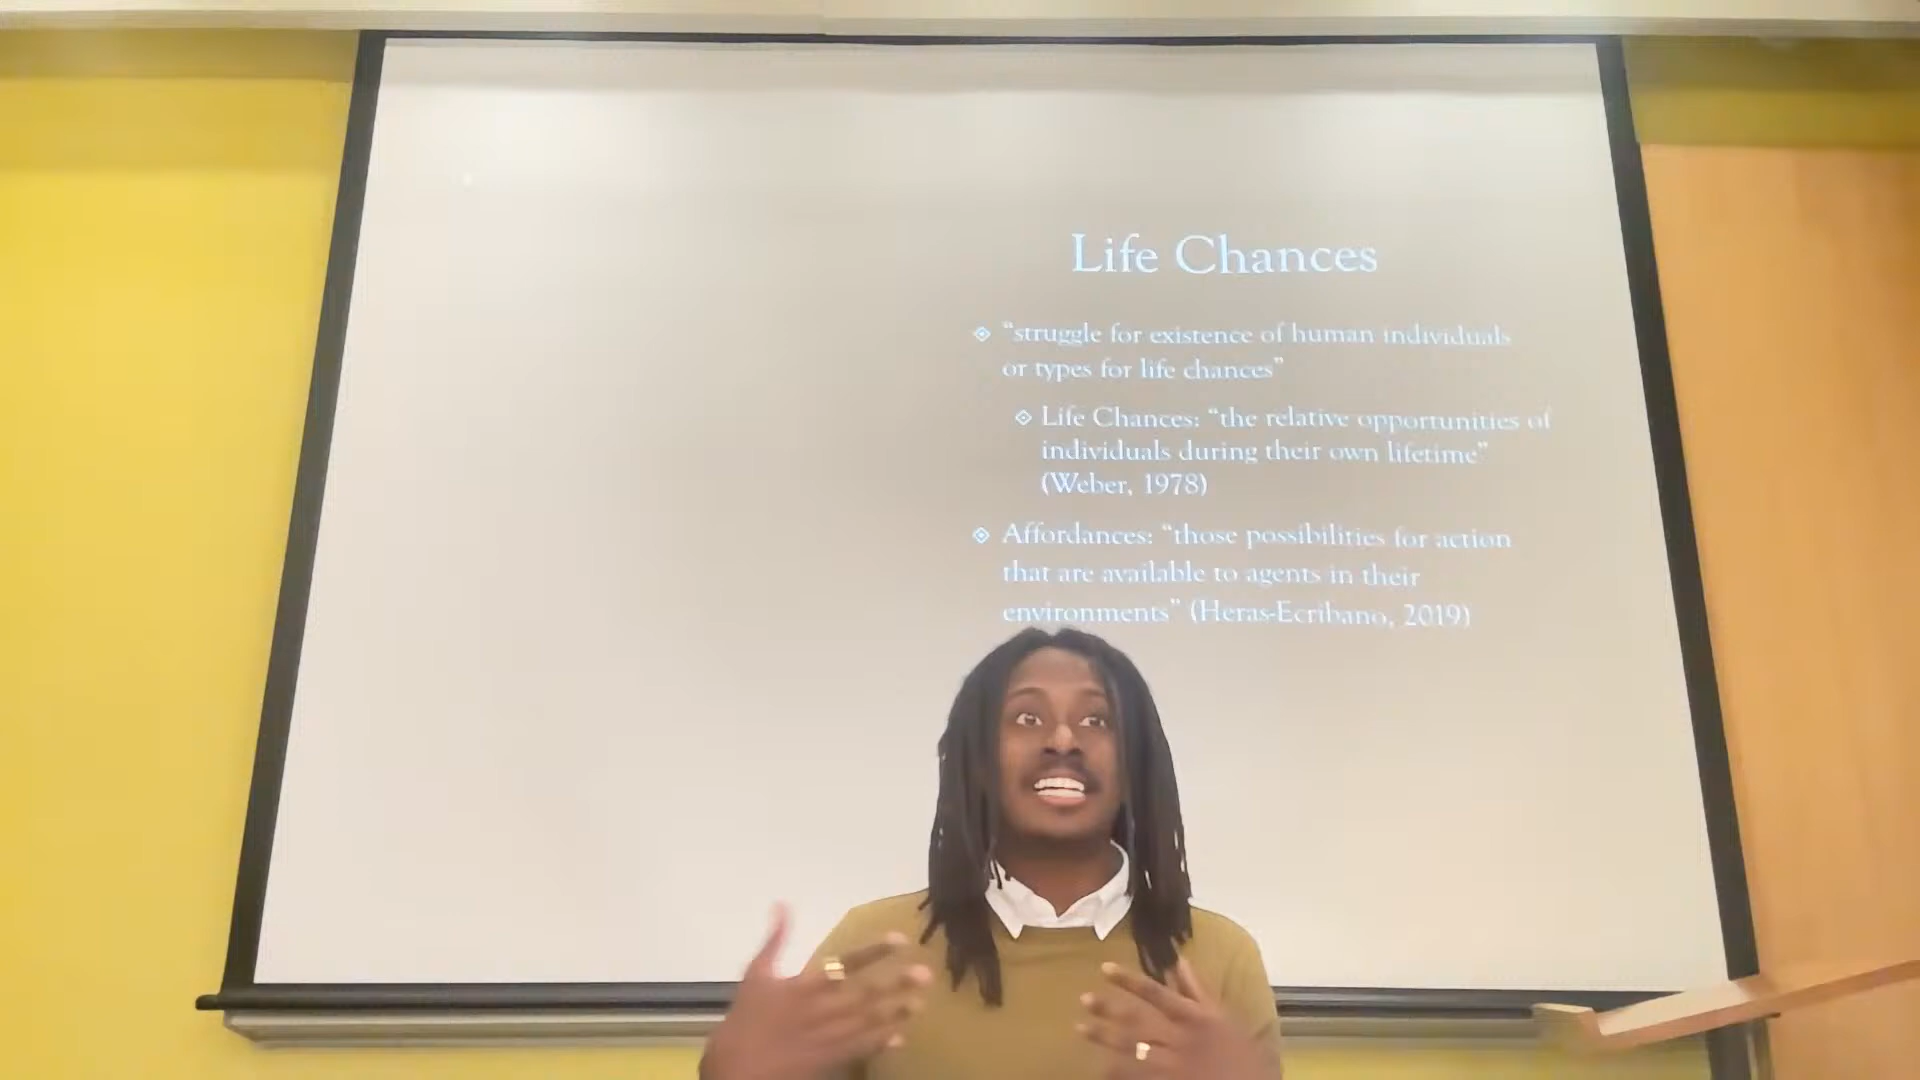 Life Chances
“struggle for existence of human individuals
or types for life chances”
Life Chances: “the relative opportunities of
individuals during their own lifetime”
(Weber, 1978)
Affordances: “those possibilities for action
that are available to agents in their
environments” (Heras-Ecribano, 2019)